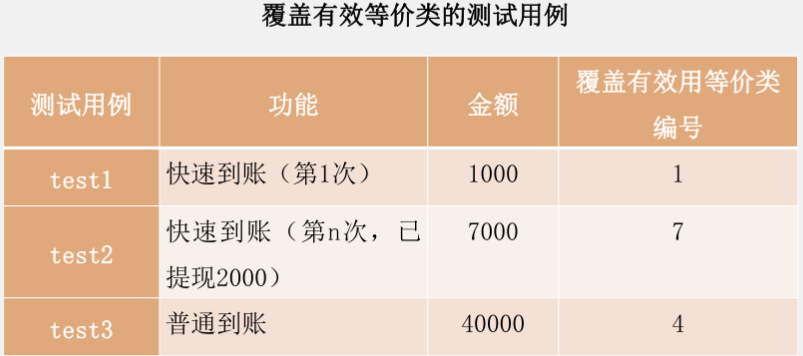 覆盖有效等价类的测试用例
测试用例 功能 金额 覆盖有效用等价类
编号
test1 快速到账（第1次） 1000 1
test2 快速到账（第n次，已 7000 7
提现2000）
test3 普通到账 40000 4